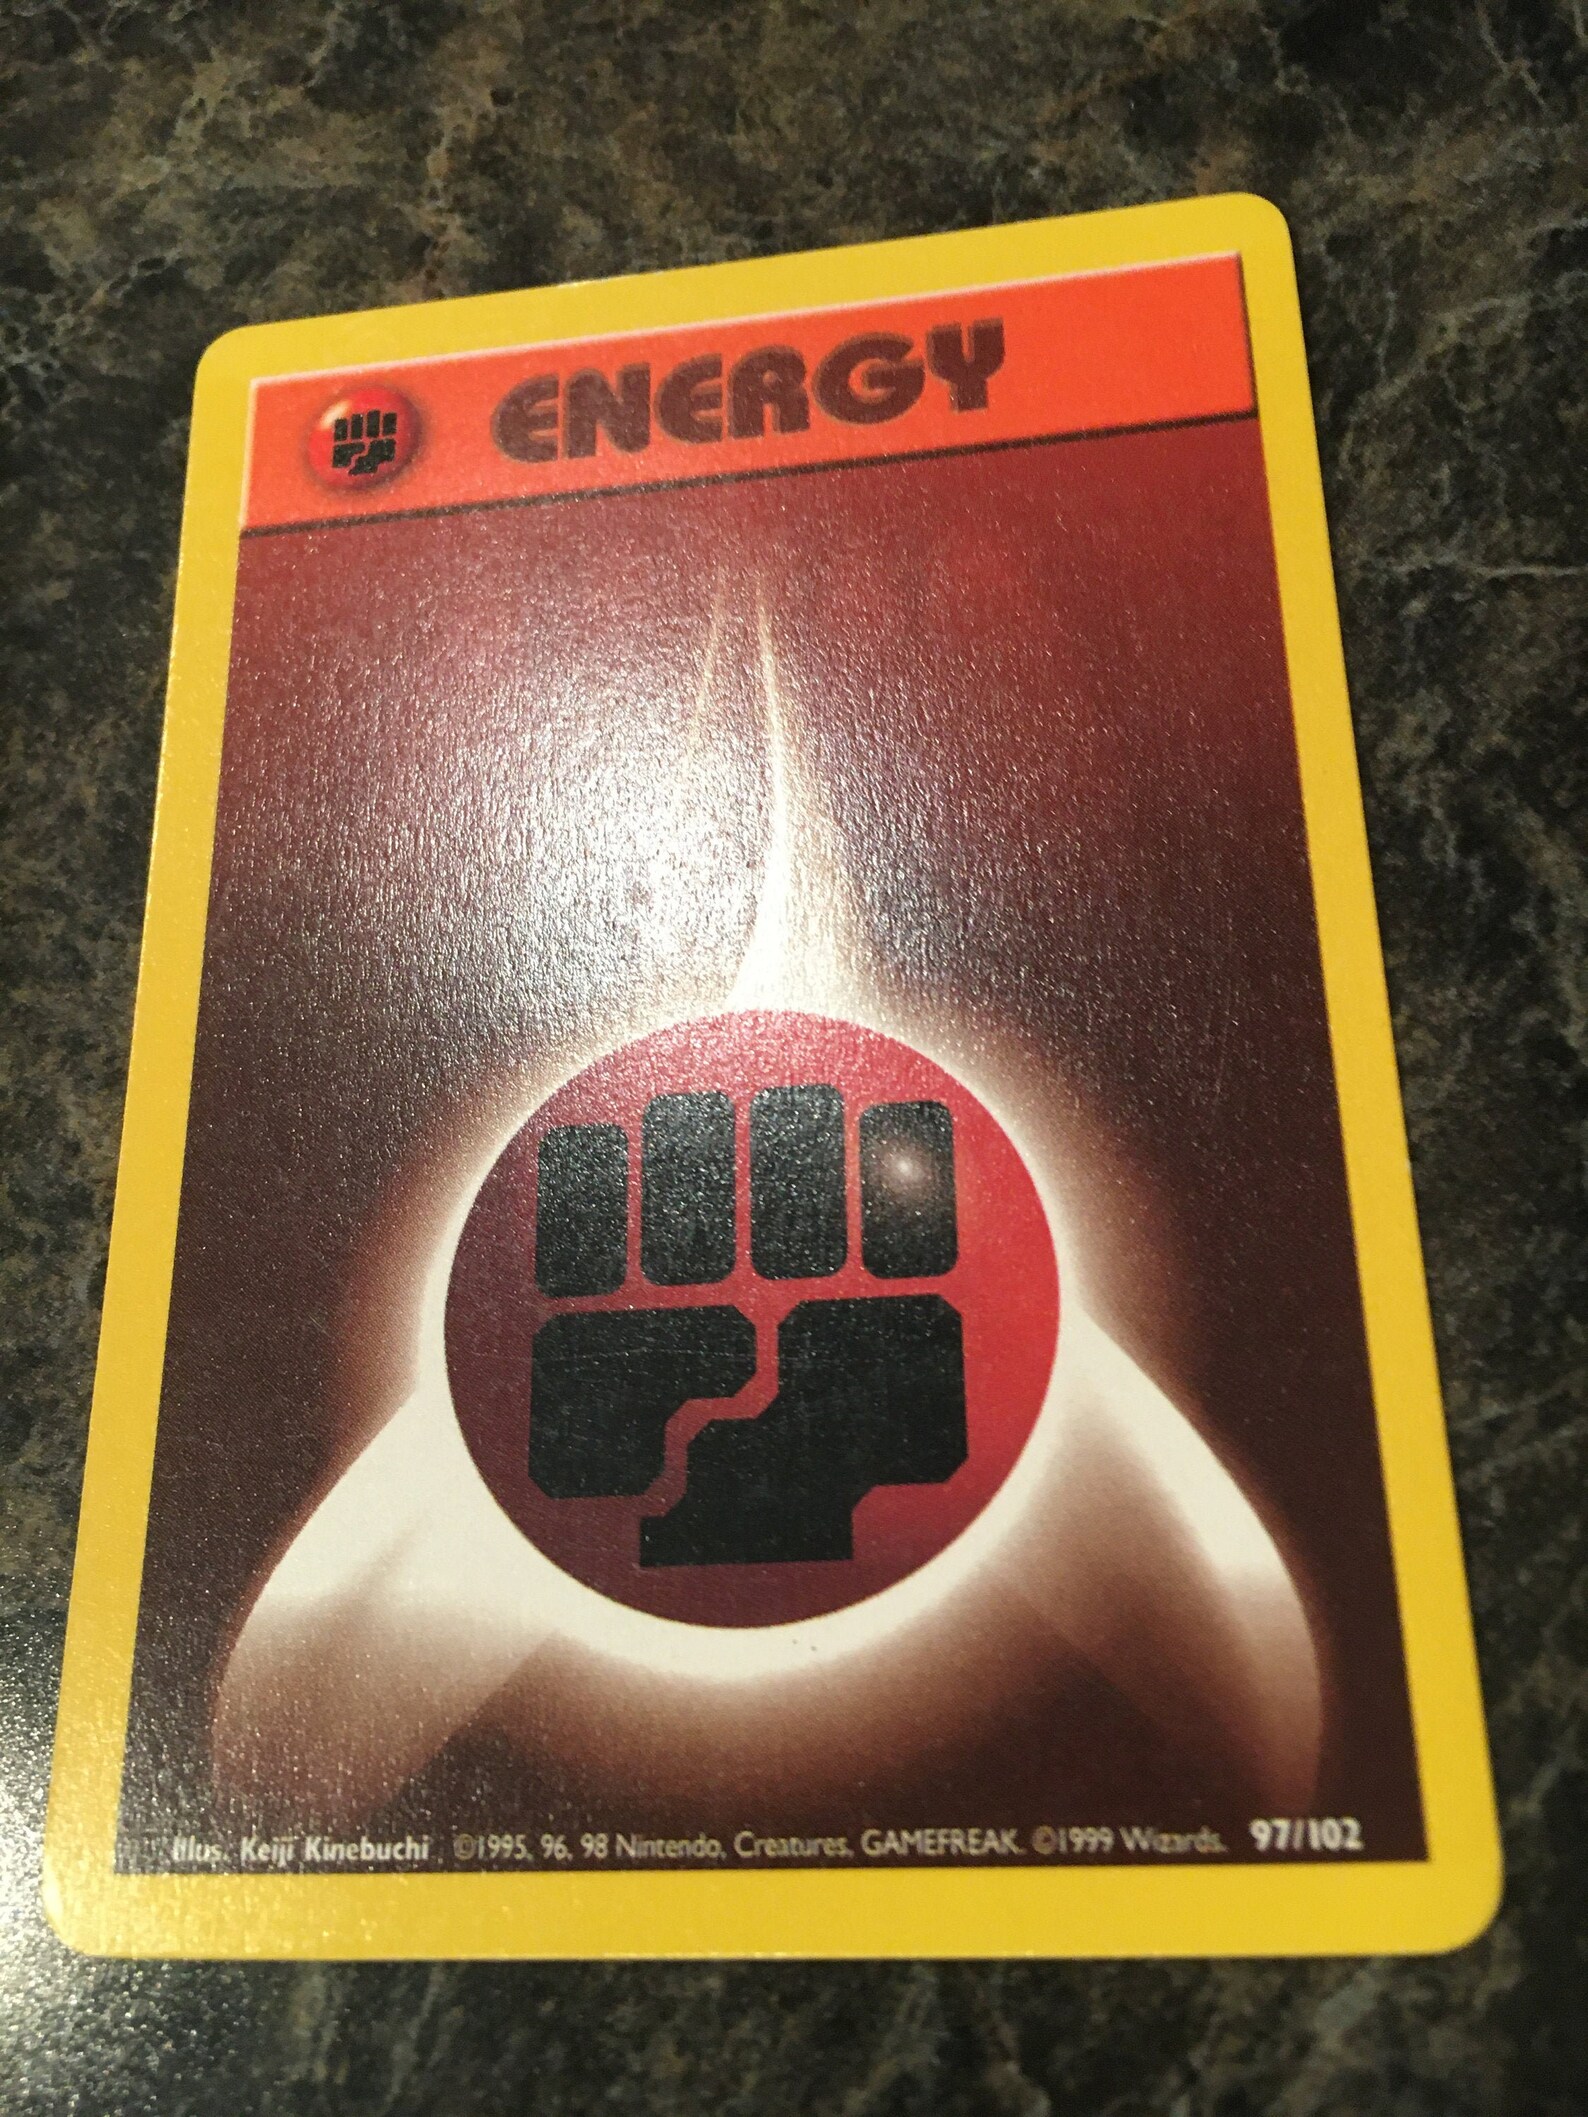 ENERGY
Illus. Keiji Kinebuchi ©1995, 96, 98 Nintendo, Creatures, GAMEFREAK. ©1999 Wizards. 97/102